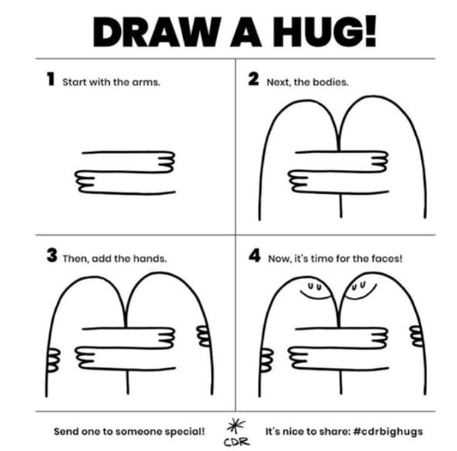 DRAW A HUG!
1 Start with the arms.
2 Next, the bodies.
3 Then, add the hands.
4 Now, it's time for the faces!
Send one to someone special!
CDR
It's nice to share: #cdrbighugs